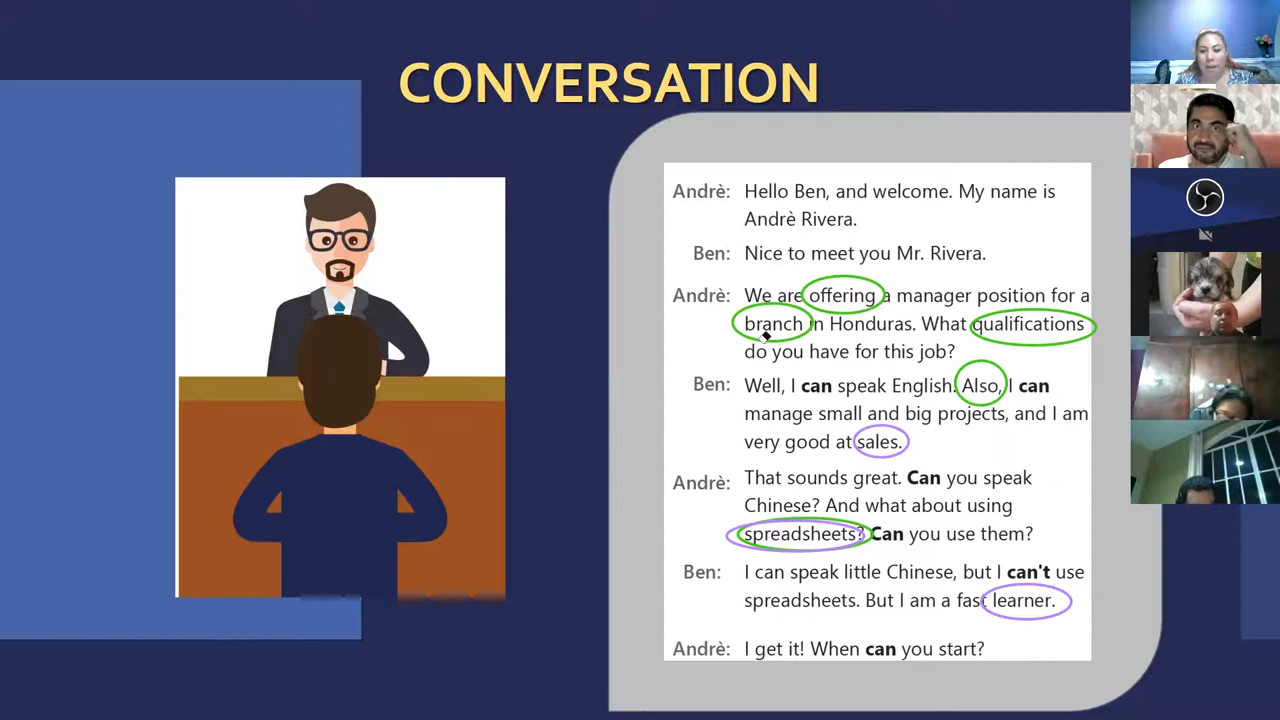 CONVERSATION
Andrè: Hello Ben, and welcome. My name is
Andrè Rivera.
Ben: Nice to meet you Mr. Rivera.
Andrè: We are offering a manager position for a
branch in Honduras. What qualifications
do you have for this job?
Ben: Well, I can speak English. Also, I can
manage small and big projects, and I am
very good at sales.
Andrè: That sounds great. Can you speak
Chinese? And what about using
spreadsheets? Can you use them?
Ben: I can speak little Chinese, but I can't use
spreadsheets. But I am a fast learner.
Andrè: I get it! When can you start?